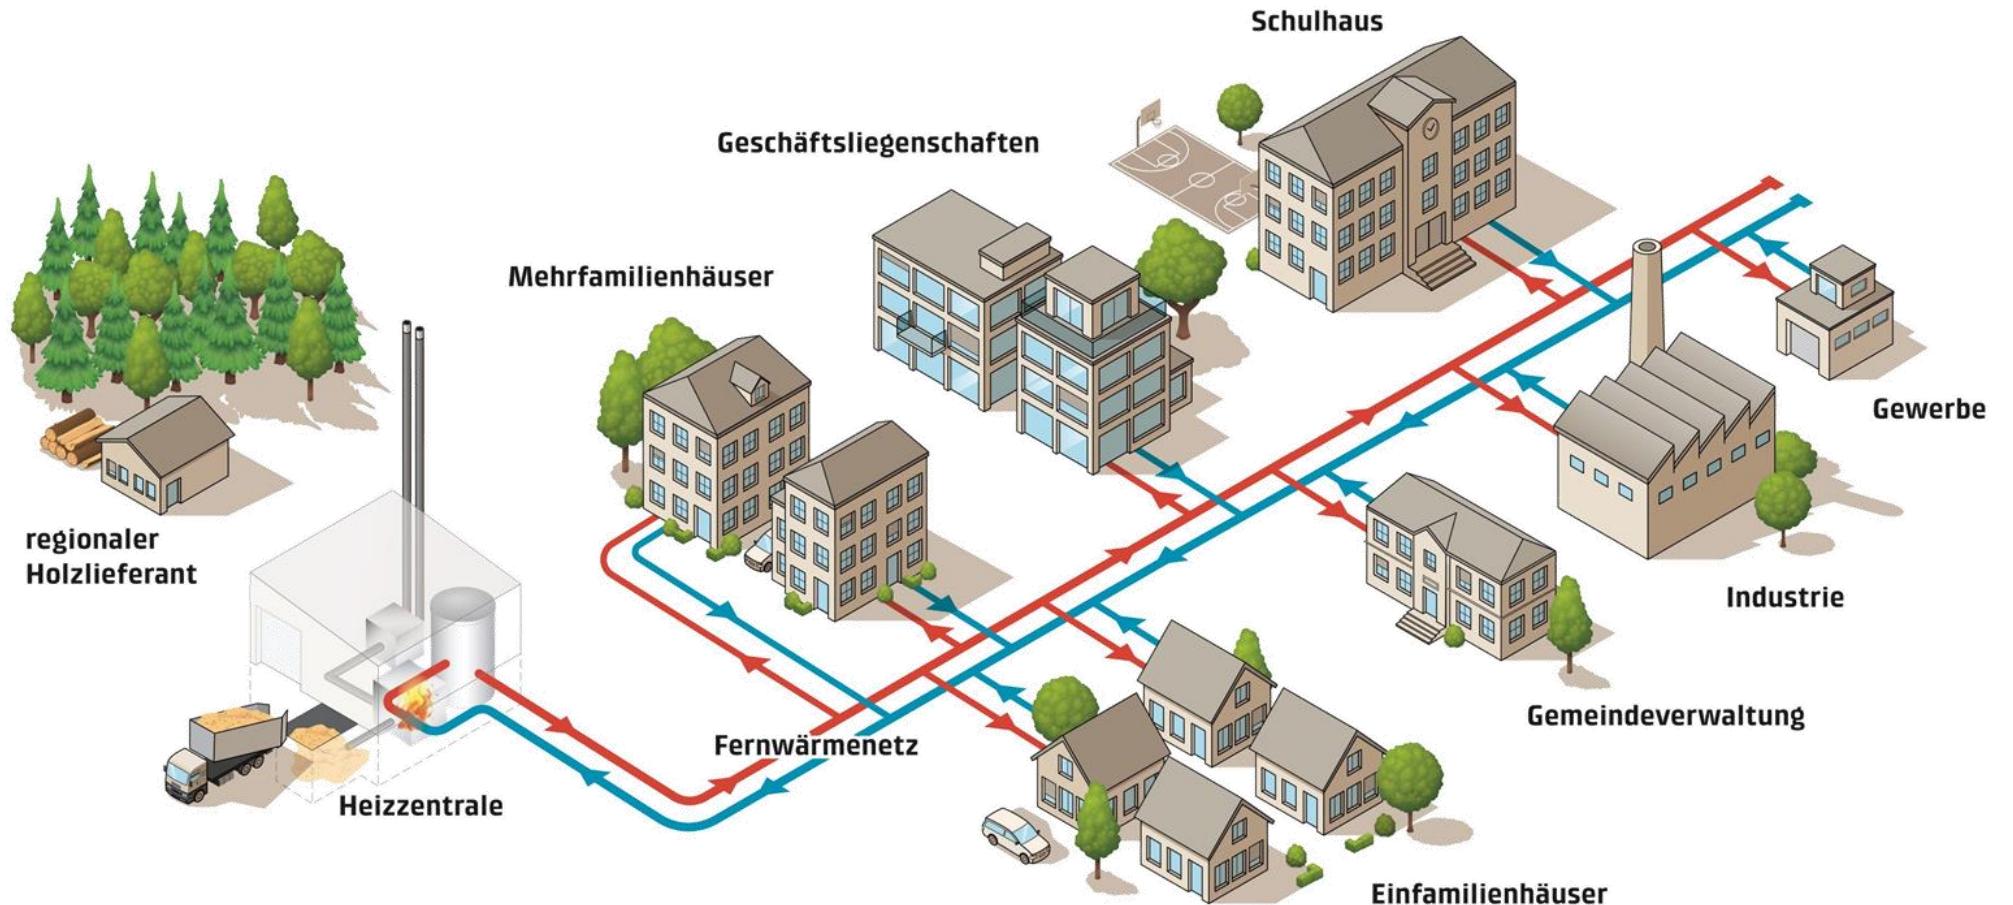 Schulhaus
Geschäftsliegenschaften
Mehrfamilienhäuser
Gewerbe
regionaler
Holzlieferant
Industrie
Gemeindeverwaltung
Fernwärmenetz
Heizzentrale
Einfamilienhäuser